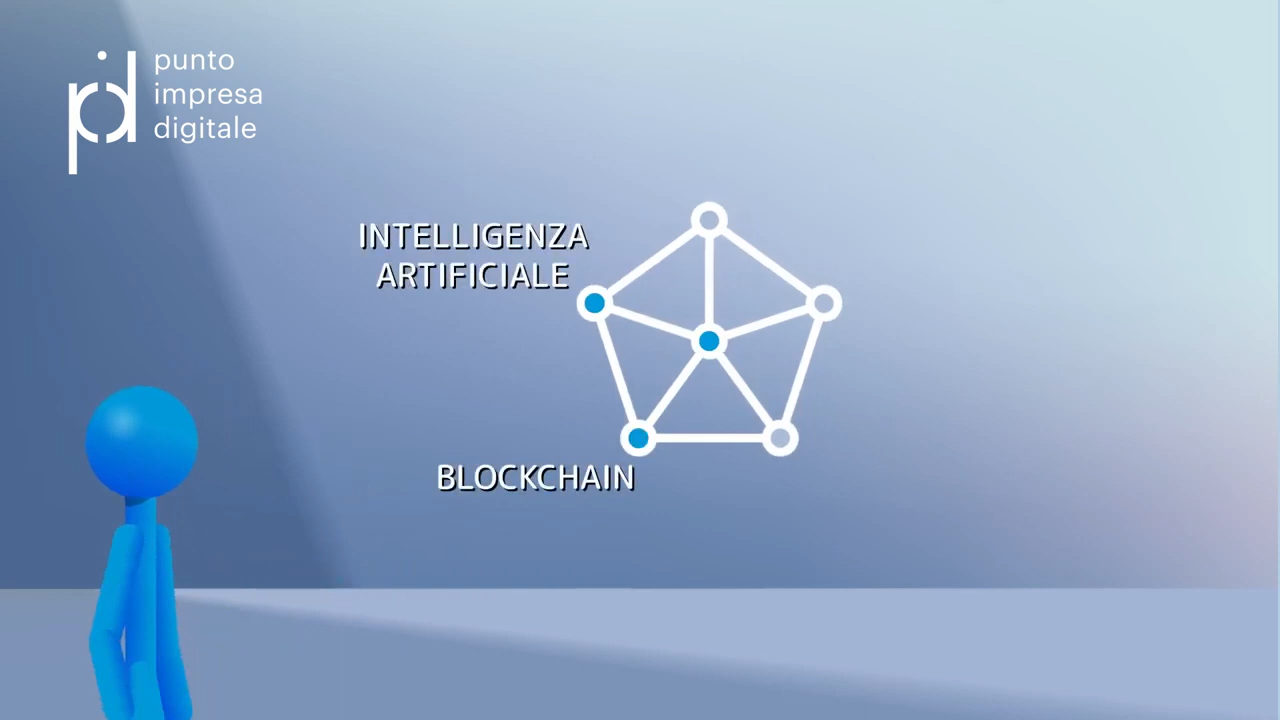 punto
impresa
digitale
INTELLIGENZA
ARTIFICIALE
BLOCKCHAIN